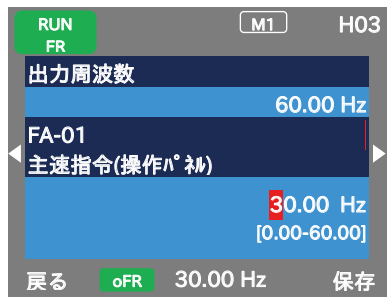 RUN
FR
M1
H03
出力周波数
60.00 Hz
FA-01
主速指令(操作ﾊﾟﾈﾙ)
30.00 Hz
[0.00-60.00]
戻る
oFR
30.00 Hz
保存